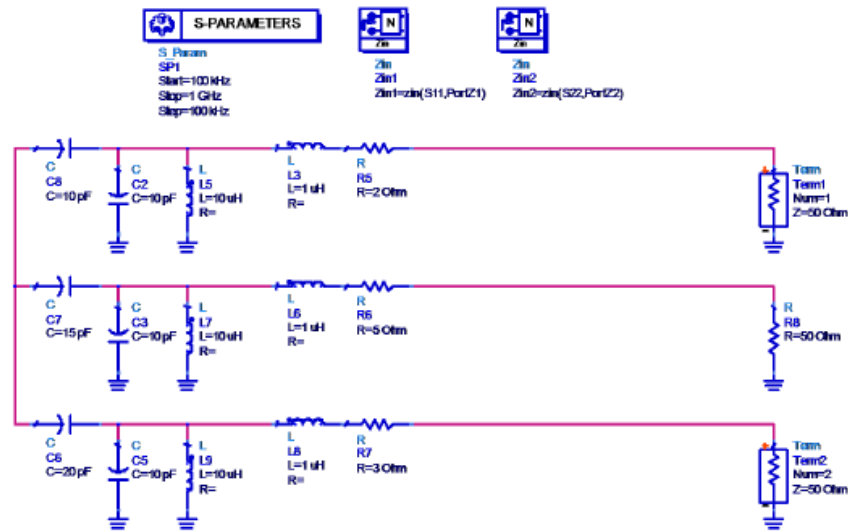 S-PARAMETERS
N
Zin
N
Zin
S_Param
SP1
Start=100 kHz
Stop=1 GHz
Step=100 kHz
Zin
Zin1
Zin1=zin(S11,PortZ1)
Zin
Zin2
Zin2=zin(S22,PortZ2)
C
C8
C=10 pF
C
C2
C=10 pF
L
L5
L=10 uH
R=
L
L3
L=1 uH
R=
R
R5
R=2 Ohm
Term
Term1
Num=1
Z=50 Ohm
C
C7
C=15 pF
C
C3
C=10 pF
L
L7
L=10 uH
R=
L
L6
L=1 uH
R=
R
R6
R=5 Ohm
R
R8
R=50 Ohm
C
C6
C=20 pF
C
C5
C=10 pF
L
L9
L=10 uH
R=
L
L8
L=1 uH
R=
R
R7
R=3 Ohm
Term
Term2
Num=2
Z=50 Ohm